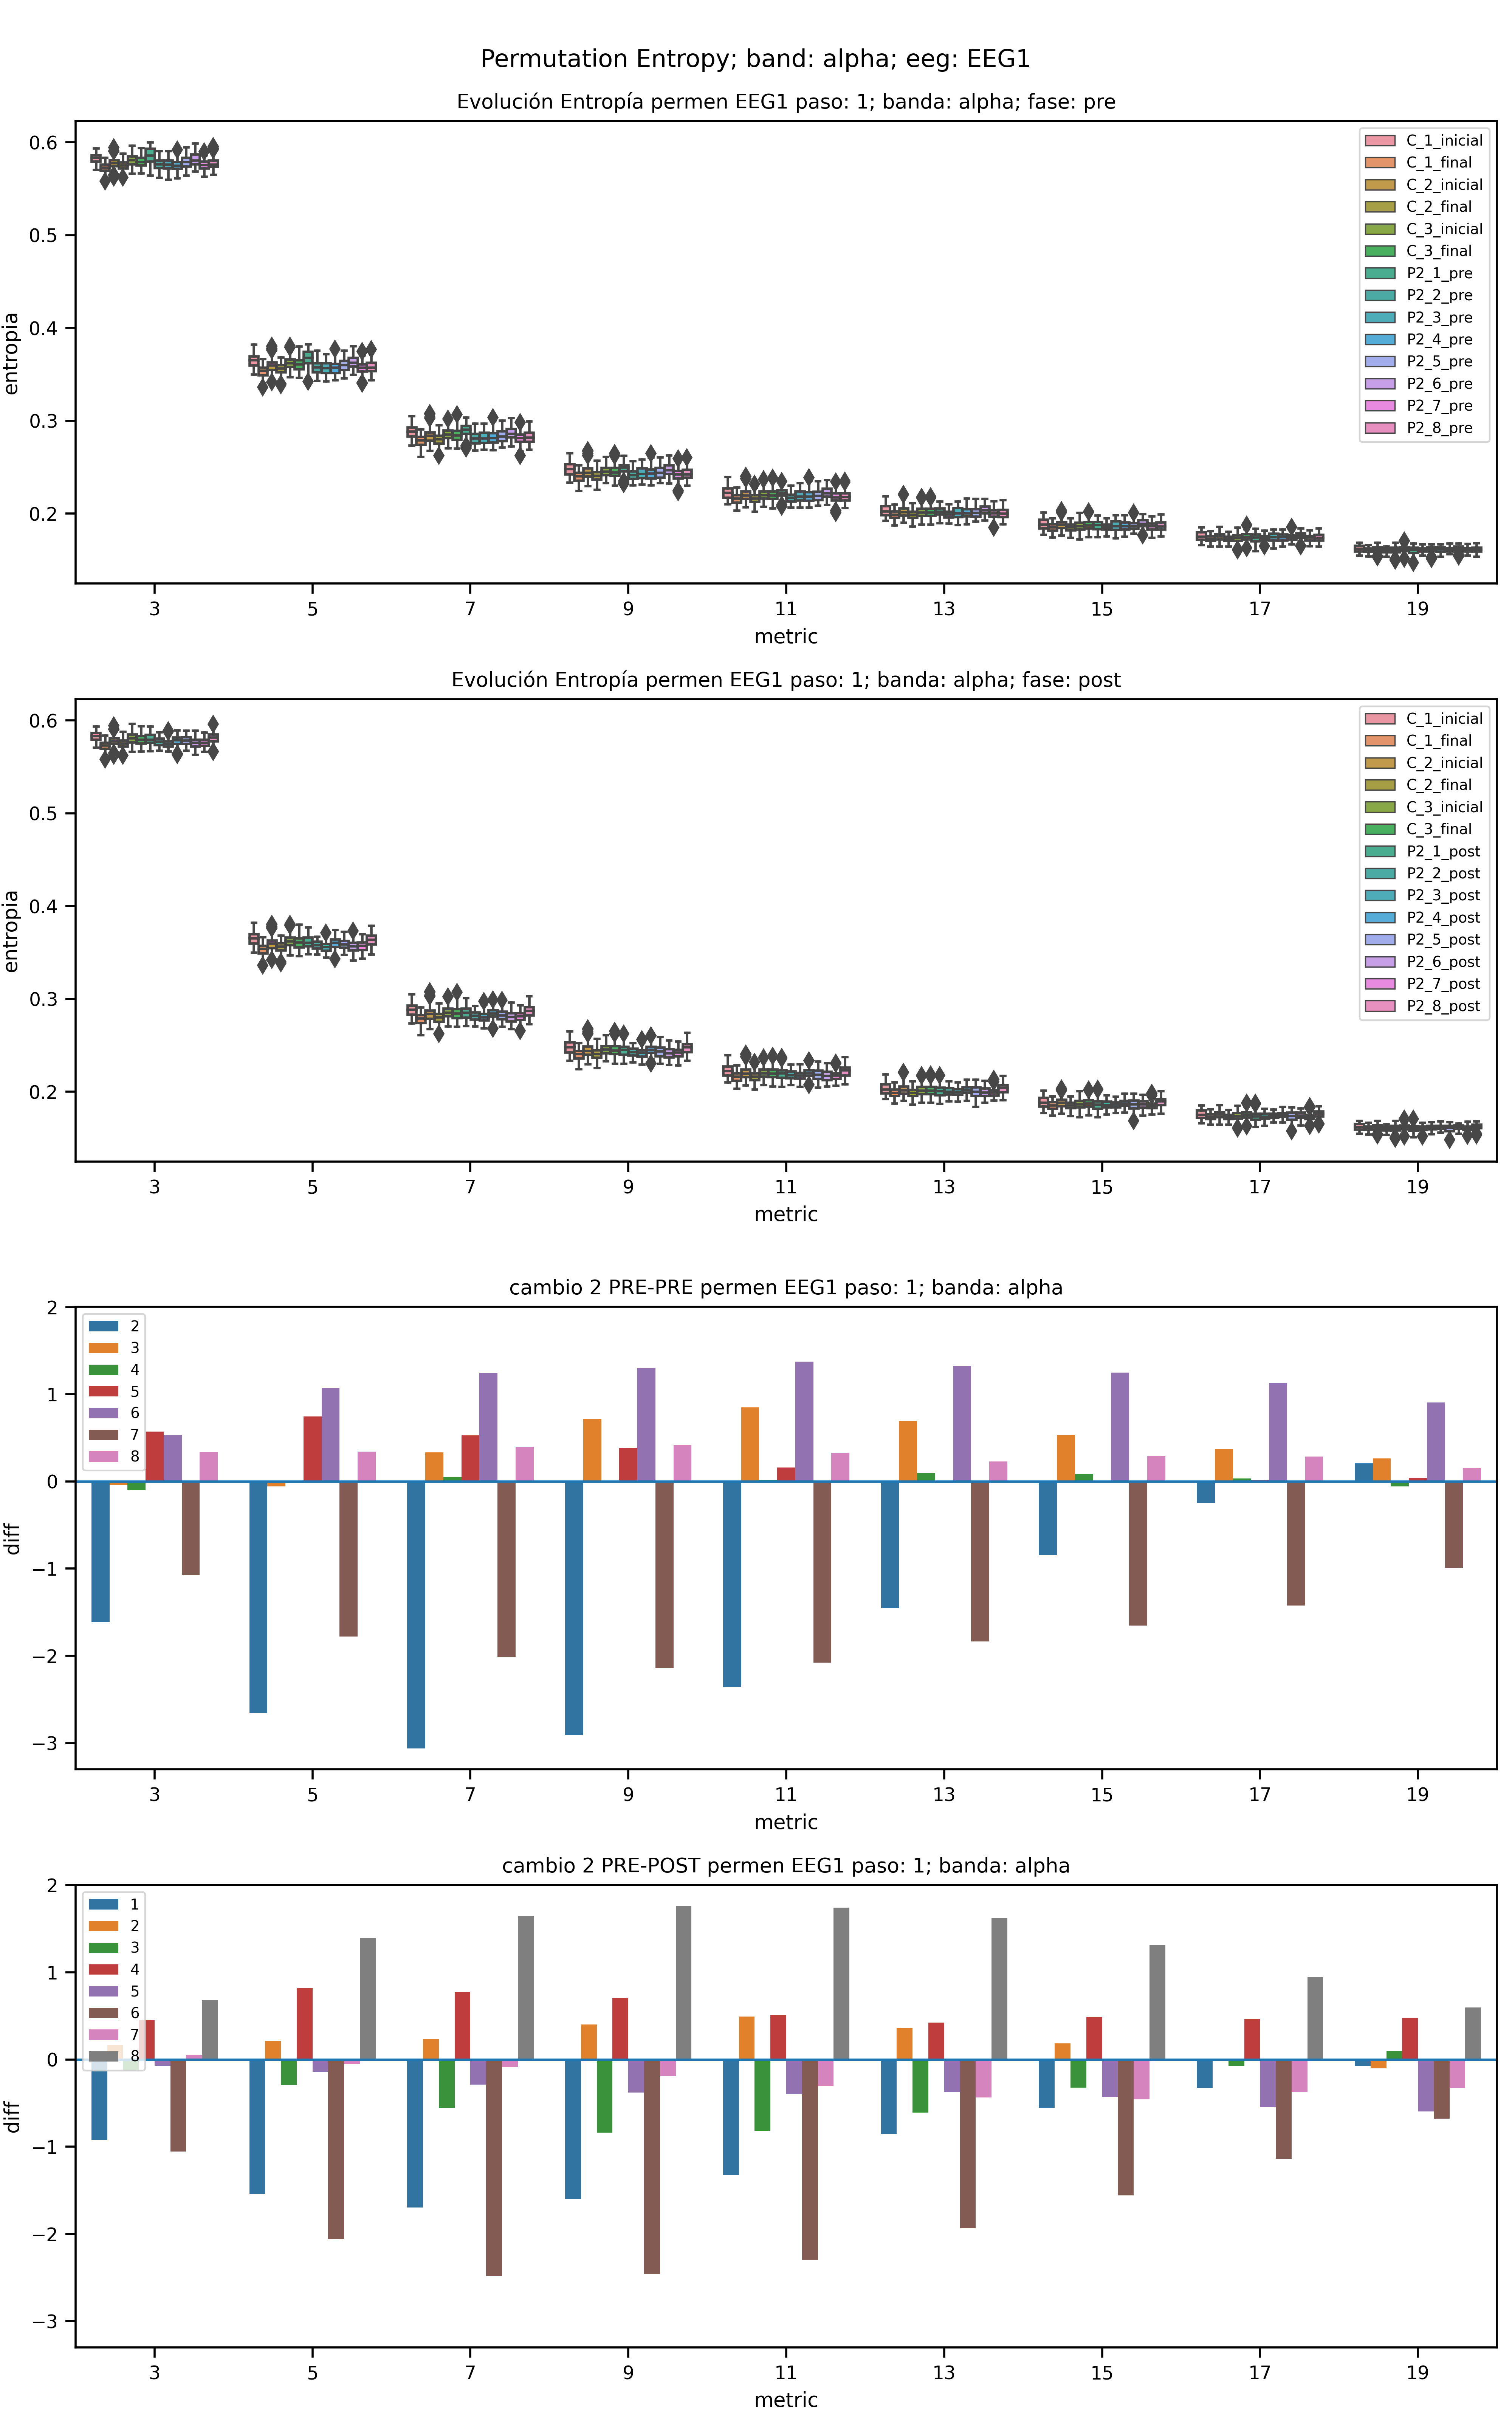 Permutation Entropy; band: alpha; eeg: EEG1
Evolución Entropía permen EEG1 paso: 1; banda: alpha; fase: pre
entropia
0.6
0.5
0.4
0.3
0.2
C_1_inicial
C_1_final
C_2_inicial
C_2_final
C_3_inicial
C_3_final
P2_1_pre
P2_2_pre
P2_3_pre
P2_4_pre
P2_5_pre
P2_6_pre
P2_7_pre
P2_8_pre
3 5 7 9 11 13 15 17 19
metric
Evolución Entropía permen EEG1 paso: 1; banda: alpha; fase: post
entropia
0.6
0.5
0.4
0.3
0.2
C_1_inicial
C_1_final
C_2_inicial
C_2_final
C_3_inicial
C_3_final
P2_1_post
P2_2_post
P2_3_post
P2_4_post
P2_5_post
P2_6_post
P2_7_post
P2_8_post
3 5 7 9 11 13 15 17 19
metric
cambio 2 PRE-PRE permen EEG1 paso: 1; banda: alpha
diff
2
1
0
−1
−2
−3
2
3
4
5
6
7
8
3 5 7 9 11 13 15 17 19
metric
cambio 2 PRE-POST permen EEG1 paso: 1; banda: alpha
diff
2
1
0
−1
−2
−3
1
2
3
4
5
6
7
8
3 5 7 9 11 13 15 17 19
metric